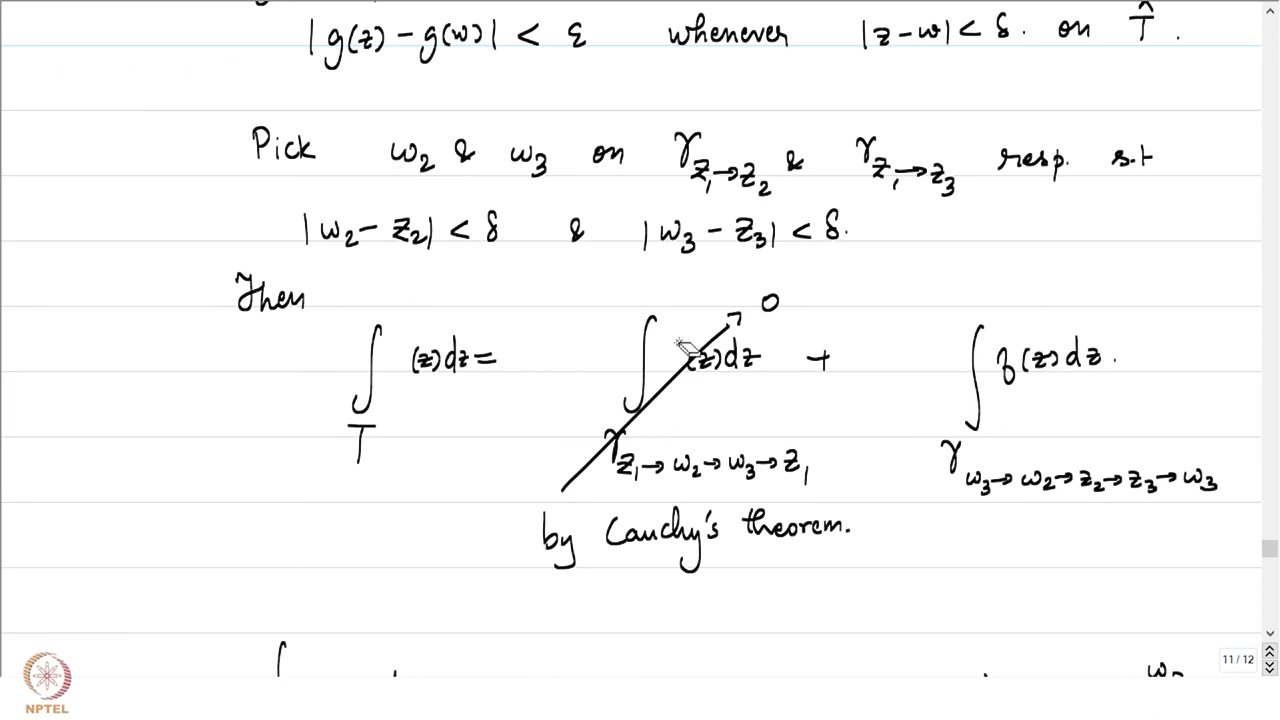 |g(z) - g(w)| < ε whenever |z-w| < δ. on T̂.
Pick w₂ & w₃ on γ_{z₁→z₂} & γ_{z₁→z₃} resp. s.t
|w₂ - z₂| < δ & |w₃ - z₃| < δ.
Then
∫_T (z)dz = ∫_{γ_{z₁→w₂→w₃→z₁}} (z)dz → 0 + ∫_{γ_{w₃→w₂→z₂→z₃→w₃}} g(z)dz.
by Cauchy's theorem.
11 / 12
NPTEL